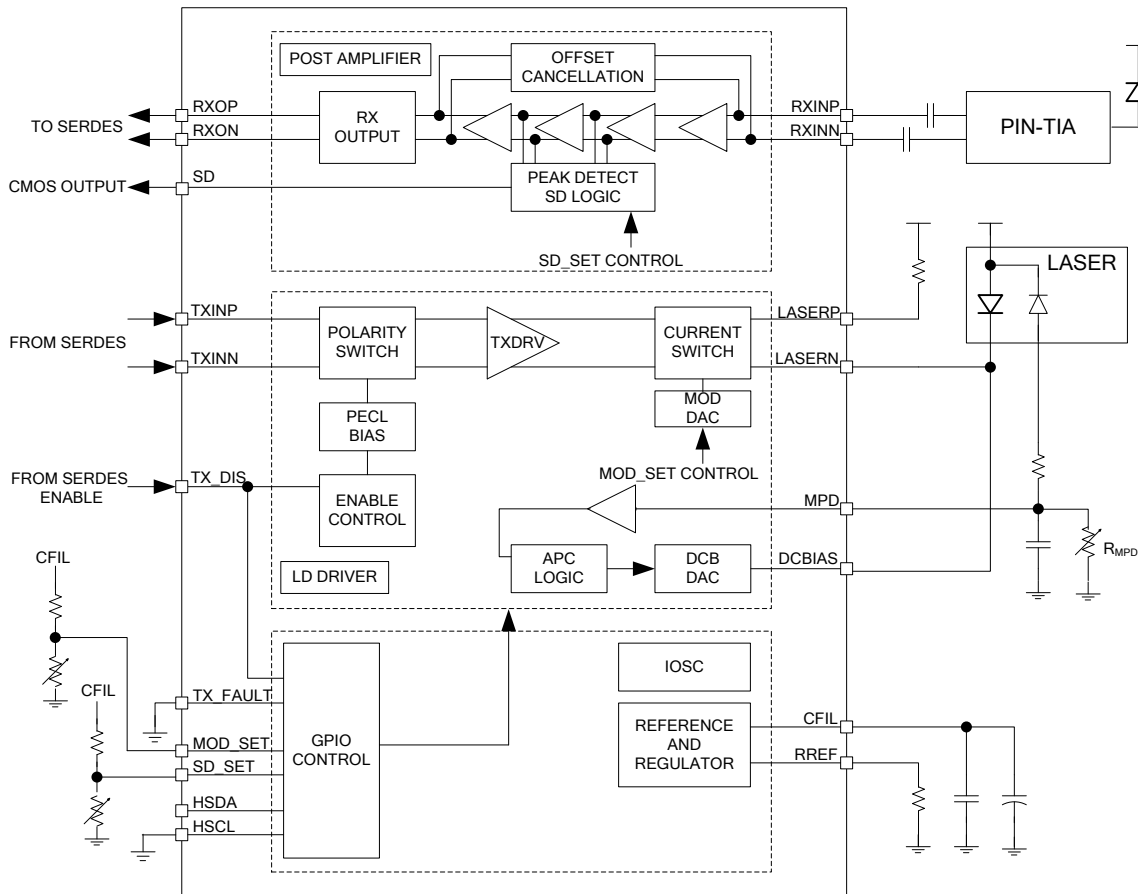 POST AMPLIFIER
OFFSET
CANCELLATION
RXOP
RXON
TO SERDES
RX
OUTPUT
RXINP
RXINN
PIN-TIA
CMOS OUTPUT
SD
PEAK DETECT
SD LOGIC
SD_SET CONTROL
LASER
TXINP
TXINN
FROM SERDES
POLARITY
SWITCH
TXDRV
CURRENT
SWITCH
LASERP
LASERN
PECL
BIAS
MOD
DAC
MOD_SET CONTROL
FROM SERDES
ENABLE
TX_DIS
ENABLE
CONTROL
MPD
RMPD
APC
LOGIC
DCB
DAC
DCBIAS
LD DRIVER
CFIL
CFIL
TX_FAULT
MOD_SET
SD_SET
HSDA
HSCL
GPIO
CONTROL
IOSC
REFERENCE
AND
REGULATOR
CFIL
RREF